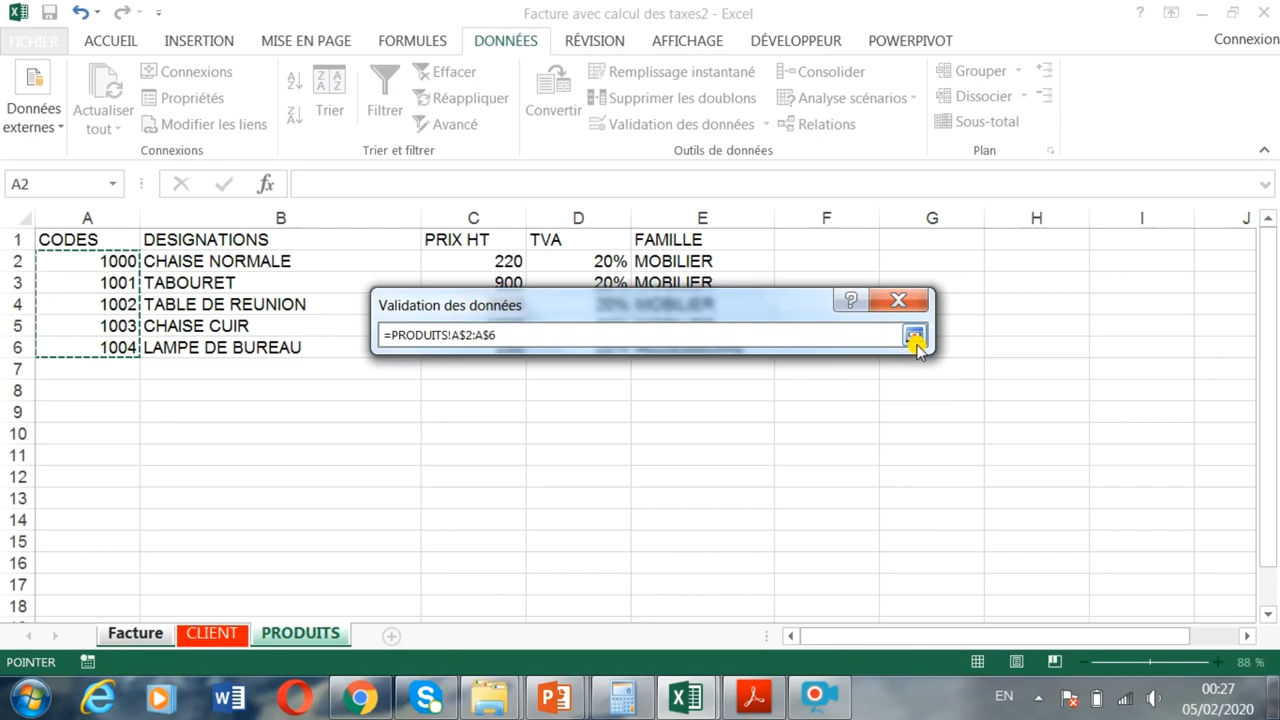 Facture avec calcul des taxes2 - Excel
FICHIER ACCUEIL INSERTION MISE EN PAGE FORMULES DONNÉES RÉVISION AFFICHAGE DÉVELOPPEUR POWERPIVOT Connexion
Données externes
Actualiser tout
Connexions
Propriétés
Modifier les liens
Connexions
Trier
Filtrer
Effacer
Réappliquer
Avancé
Trier et filtrer
Convertir
Remplissage instantané
Supprimer les doublons
Validation des données
Consolider
Analyse scénarios
Relations
Outils de données
Grouper
Dissocier
Sous-total
Plan
A2 fx
A B C D E F G H I J
1 CODES DESIGNATIONS PRIX HT TVA FAMILLE
2 1000 CHAISE NORMALE 220 20% MOBILIER
3 1001 TABOURET 900 20% MOBILIER
4 1002 TABLE DE REUNION 20% MOBILIER
5 1003 CHAISE CUIR
6 1004 LAMPE DE BUREAU
7
8
9
10
11
12
13
14
15
16
17
18
Validation des données
=PRODUITS!A$2:A$6
Facture CLIENT PRODUITS
POINTER 88 %
EN 00:27
05/02/2020